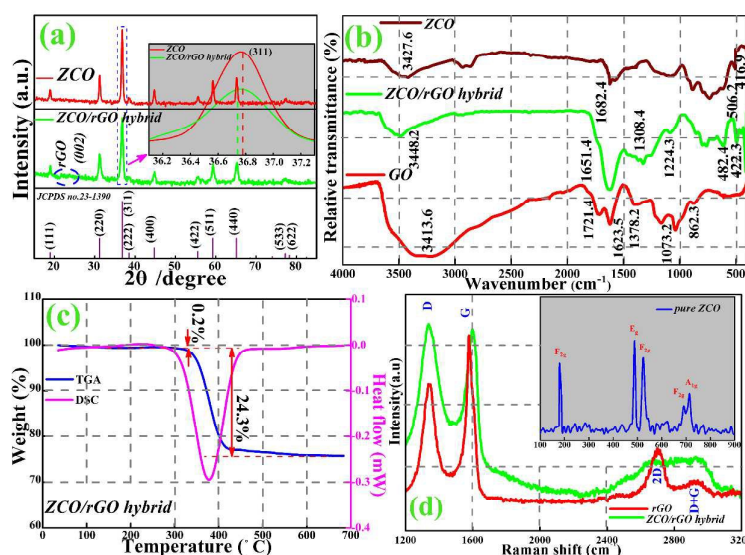 (a)
ZCO
ZCO/rGO hybrid
(311)
36.2 36.4 36.6 36.8 37.0 37.2
Intensity (a.u.)
ZCO
ZCO/rGO hybrid
rGO
(002)
JCPDS no.23-1390
(111)
(220)
(222)
(311)
(400)
(422)
(511)
(440)
(533)
(622)
20 30 40 50 60 70 80
2θ /degree
(b)
ZCO
3427.6
1682.4
506.2
416.9
ZCO/rGO hybrid
3448.2
1651.4
1308.4
1224.3
482.4
422.3
GO
3413.6
1721.4
1623.5
1378.2
1073.2
862.3
Relative transmittance (%)
4000 3500 3000 2500 2000 1500 1000 500
Wavenumber (cm-1)
(c)
110
100
90
80
70
60
Weight (%)
0.1
0.0
-0.1
-0.2
-0.3
-0.4
Heat flow (mW)
0.2%
24.3%
TGA
DSC
ZCO/rGO hybrid
0 100 200 300 400 500 600 700
Temperature (°C)
D
G
pure ZCO
F2g
Eg
F2g
F2g
A1g
100 200 300 400 500 600 700 800 900
Intensity(a.u)
2D
D+G
(d)
rGO
ZCO/rGO hybrid
1200 1600 2000 2400 2800 3200
Raman shift (cm-1)